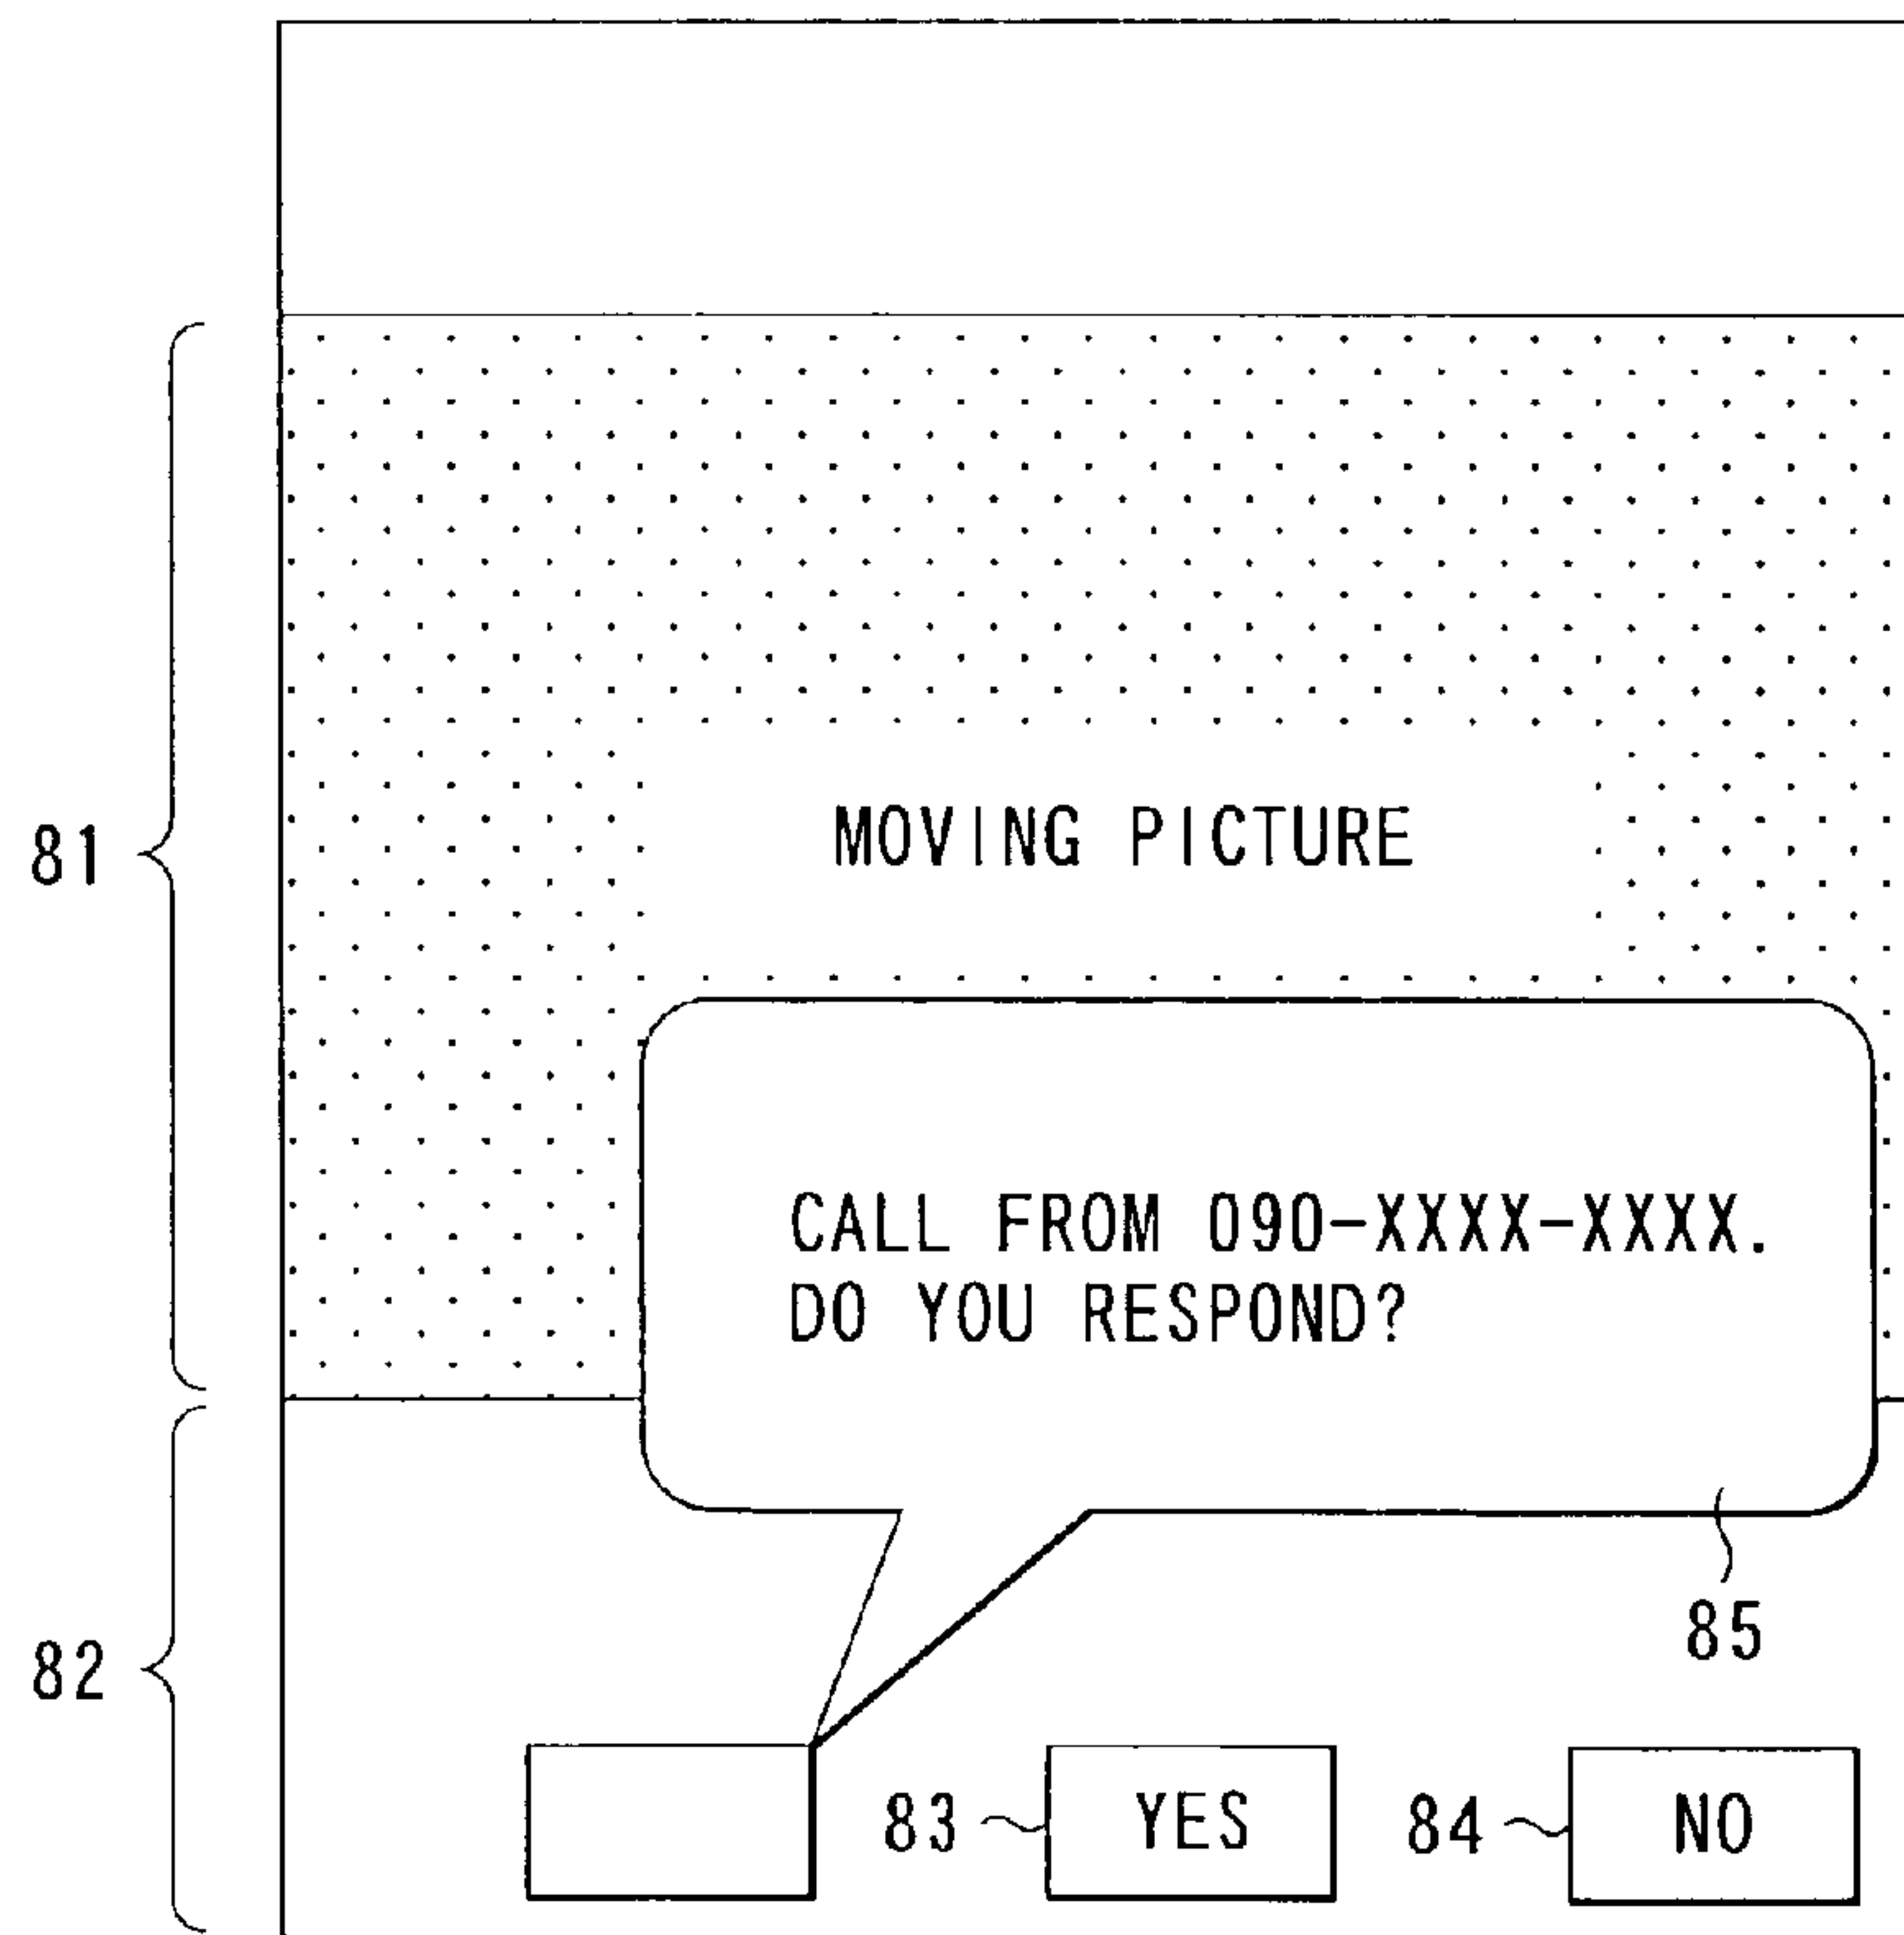 81
MOVING PICTURE
CALL FROM 090-XXXX-XXXX.
DO YOU RESPOND?
85
82
83
YES
84
NO